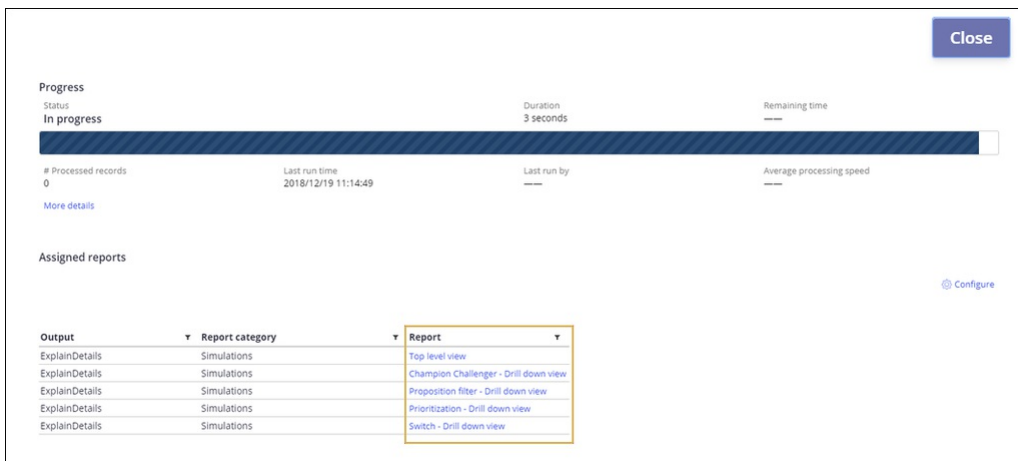 Close
Progress
Status Duration Remaining time
In progress 3 seconds ——
# Processed records Last run time Last run by Average processing speed
0 2018/12/19 11:14:49 —— ——
More details
Assigned reports
Configure
Output Report category Report
ExplainDetails Simulations Top level view
ExplainDetails Simulations Champion Challenger - Drill down view
ExplainDetails Simulations Proposition filter - Drill down view
ExplainDetails Simulations Prioritization - Drill down view
ExplainDetails Simulations Switch - Drill down view